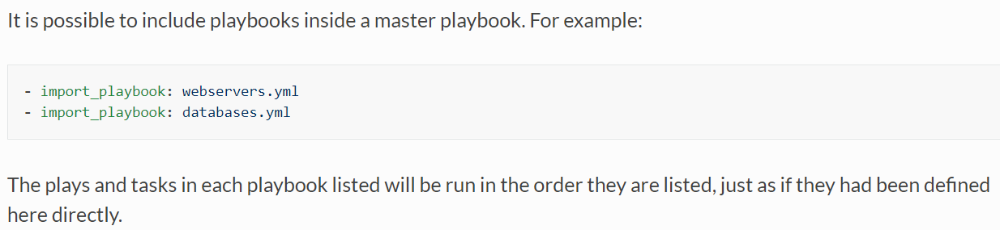 It is possible to include playbooks inside a master playbook. For example:
- import_playbook: webservers.yml
- import_playbook: databases.yml
The plays and tasks in each playbook listed will be run in the order they are listed, just as if they had been defined
here directly.